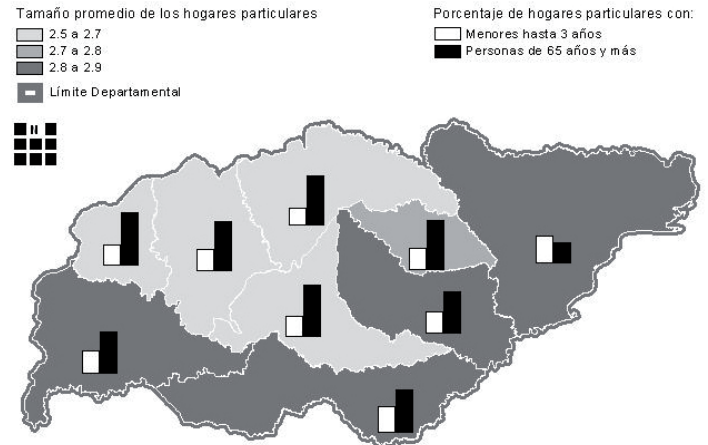 Tamaño promedio de los hogares particulares
2.5 a 2.7
2.7 a 2.8
2.8 a 2.9
Límite Departamental
N
Porcentaje de hogares particulares con:
Menores hasta 3 años
Personas de 65 años y más